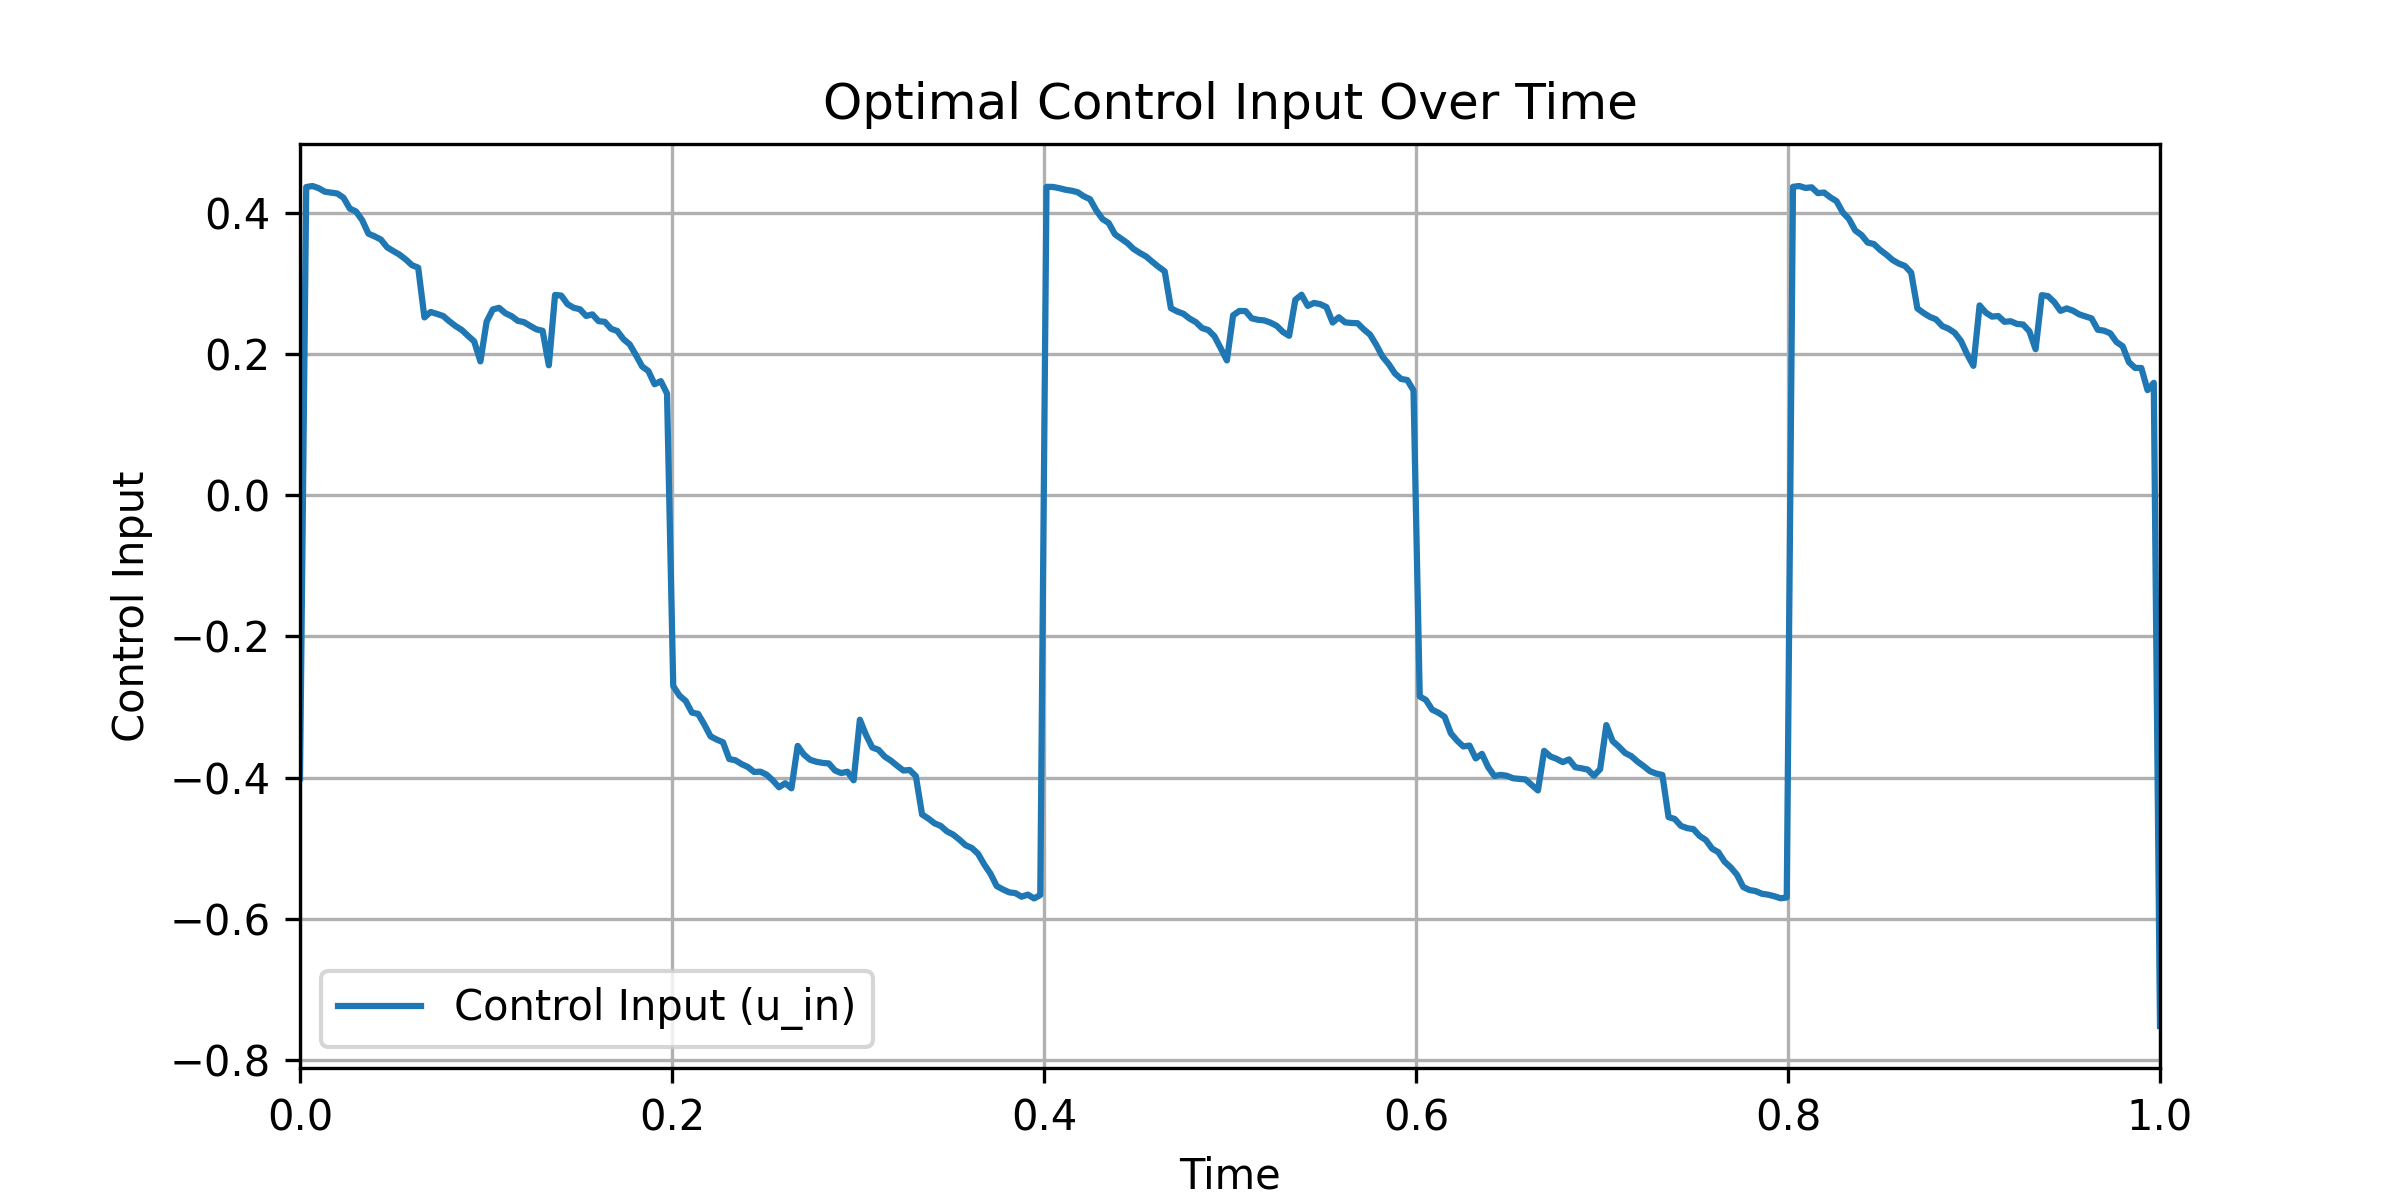 Optimal Control Input Over Time
Control Input
0.4
0.2
0.0
−0.2
−0.4
−0.6
−0.8
Control Input (u_in)
0.0 0.2 0.4 0.6 0.8 1.0
Time